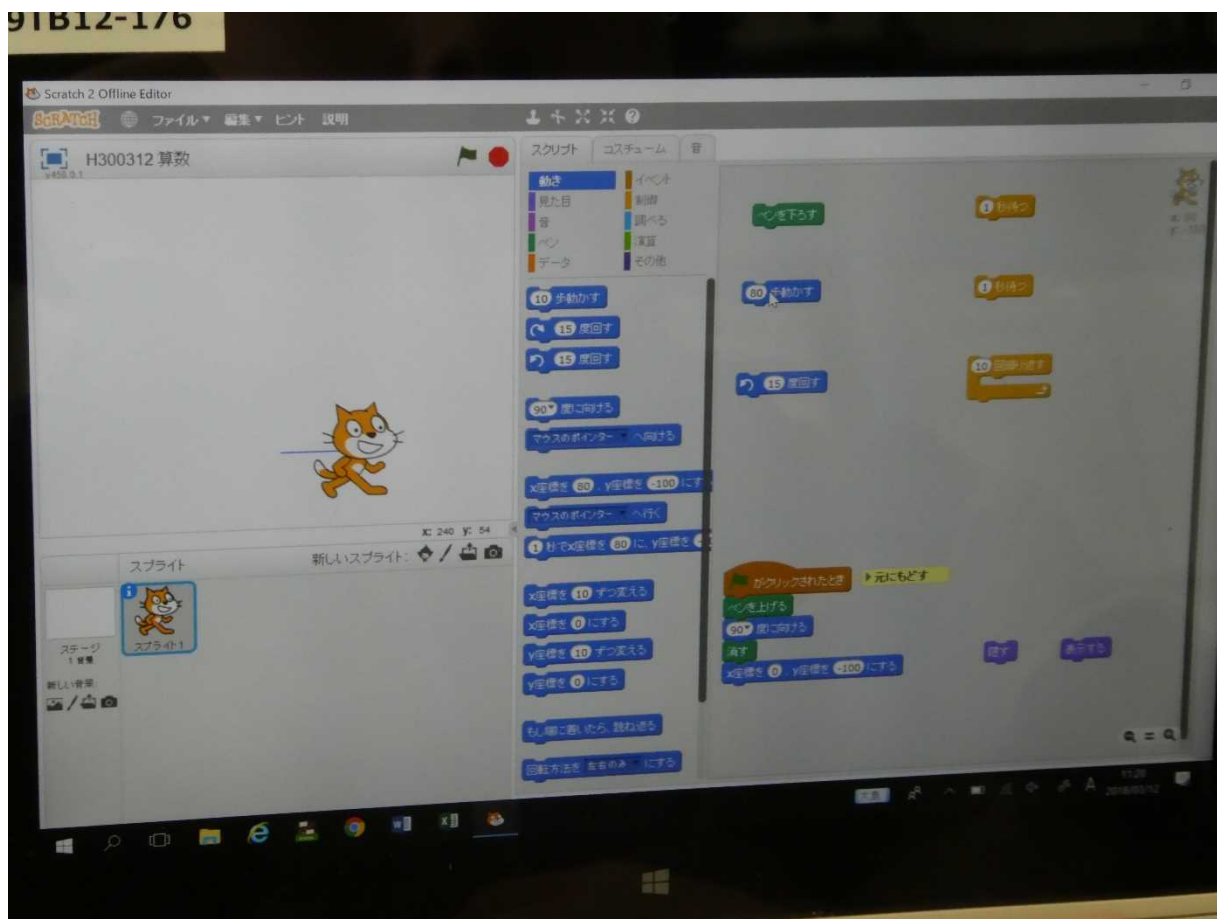 9TB12-176
Scratch 2 Offline Editor
SCRATCH ファイル▼ 編集▼ ヒント 説明
H300312 算数
v458.0.1
スクリプト コスチューム 音
動き イベント
見た目 制御
音 調べる
ペン 演算
データ その他
10 歩動かす
15 度回す
15 度回す
90▼ 度に向ける
マウスのポインター へ向ける
x座標を 80 、y座標を -100 にす
マウスのポインター へ行く
1 秒でx座標を 80 に、y座標を
x座標を 10 ずつ変える
x座標を 0 にする
y座標を 10 ずつ変える
y座標を 0 にする
もし端に着いたら、跳ね返る
回転方法を 左右のみ にする
ペンを下ろす
1 秒待つ
80 歩動かす
1 秒待つ
15 度回す
10 回繰り返す
がクリックされたとき
元にもどす
ペンを上げる
90▼ 度に向ける
消す
x座標を 0 、y座標を -100 にする
隠す
表示する
x: 240 y: 54
スプライト 新しいスプライト:
スプライト1
ステージ
1 背景
新しい背景:
A
11:20
2018/03/12